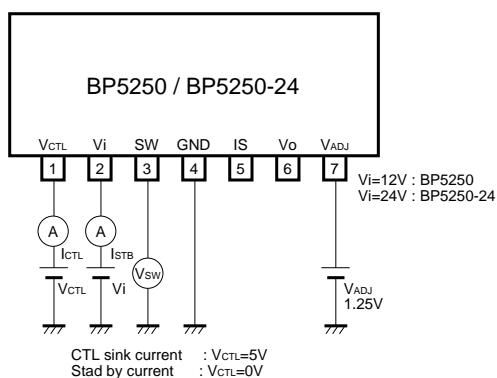 BP5250 / BP5250-24
VCTL Vi SW GND IS Vo VADJ
1 2 3 4 5 6 7
Vi=12V : BP5250
Vi=24V : BP5250-24
A A
ICTL ISTB VSW
VCTL Vi VADJ
1.25V
CTL sink current : VCTL=5V
Stad by current : VCTL=0V